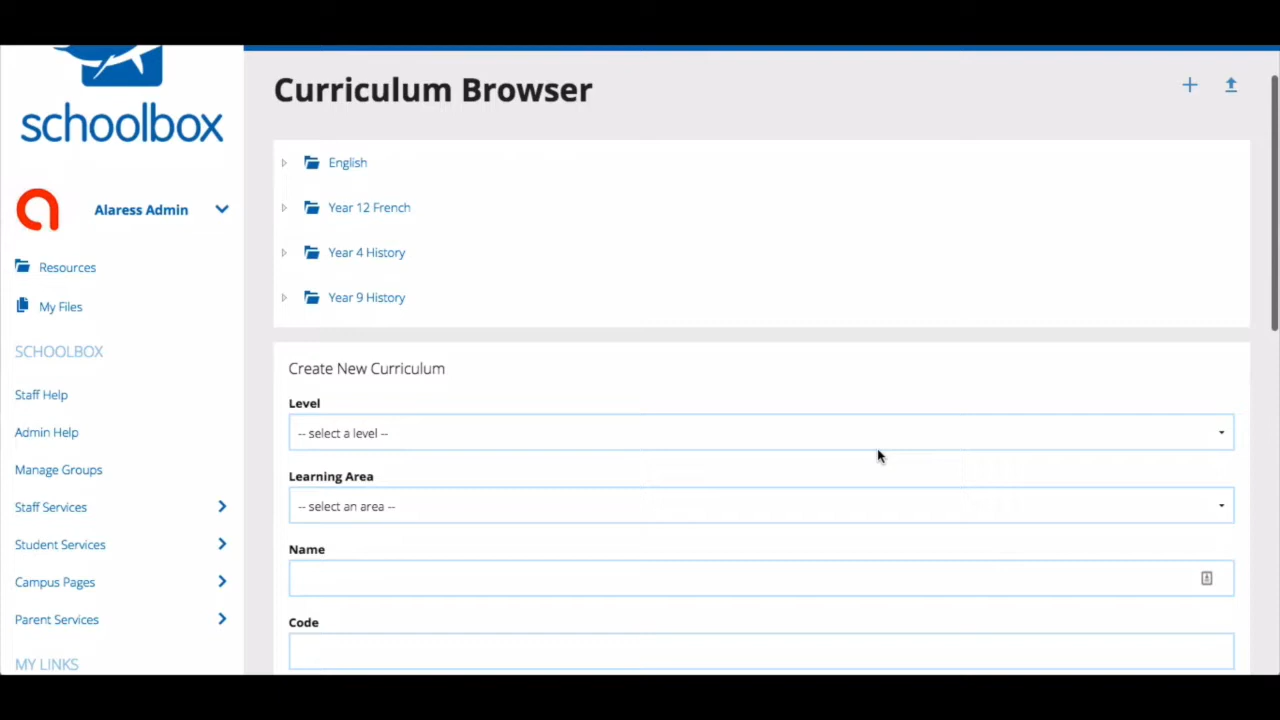 schoolbox
Alaress Admin
Resources
My Files
SCHOOLBOX
Staff Help
Admin Help
Manage Groups
Staff Services
Student Services
Campus Pages
Parent Services
MY LINKS
Curriculum Browser
English
Year 12 French
Year 4 History
Year 9 History
Create New Curriculum
Level
-- select a level --
Learning Area
-- select an area --
Name
Code